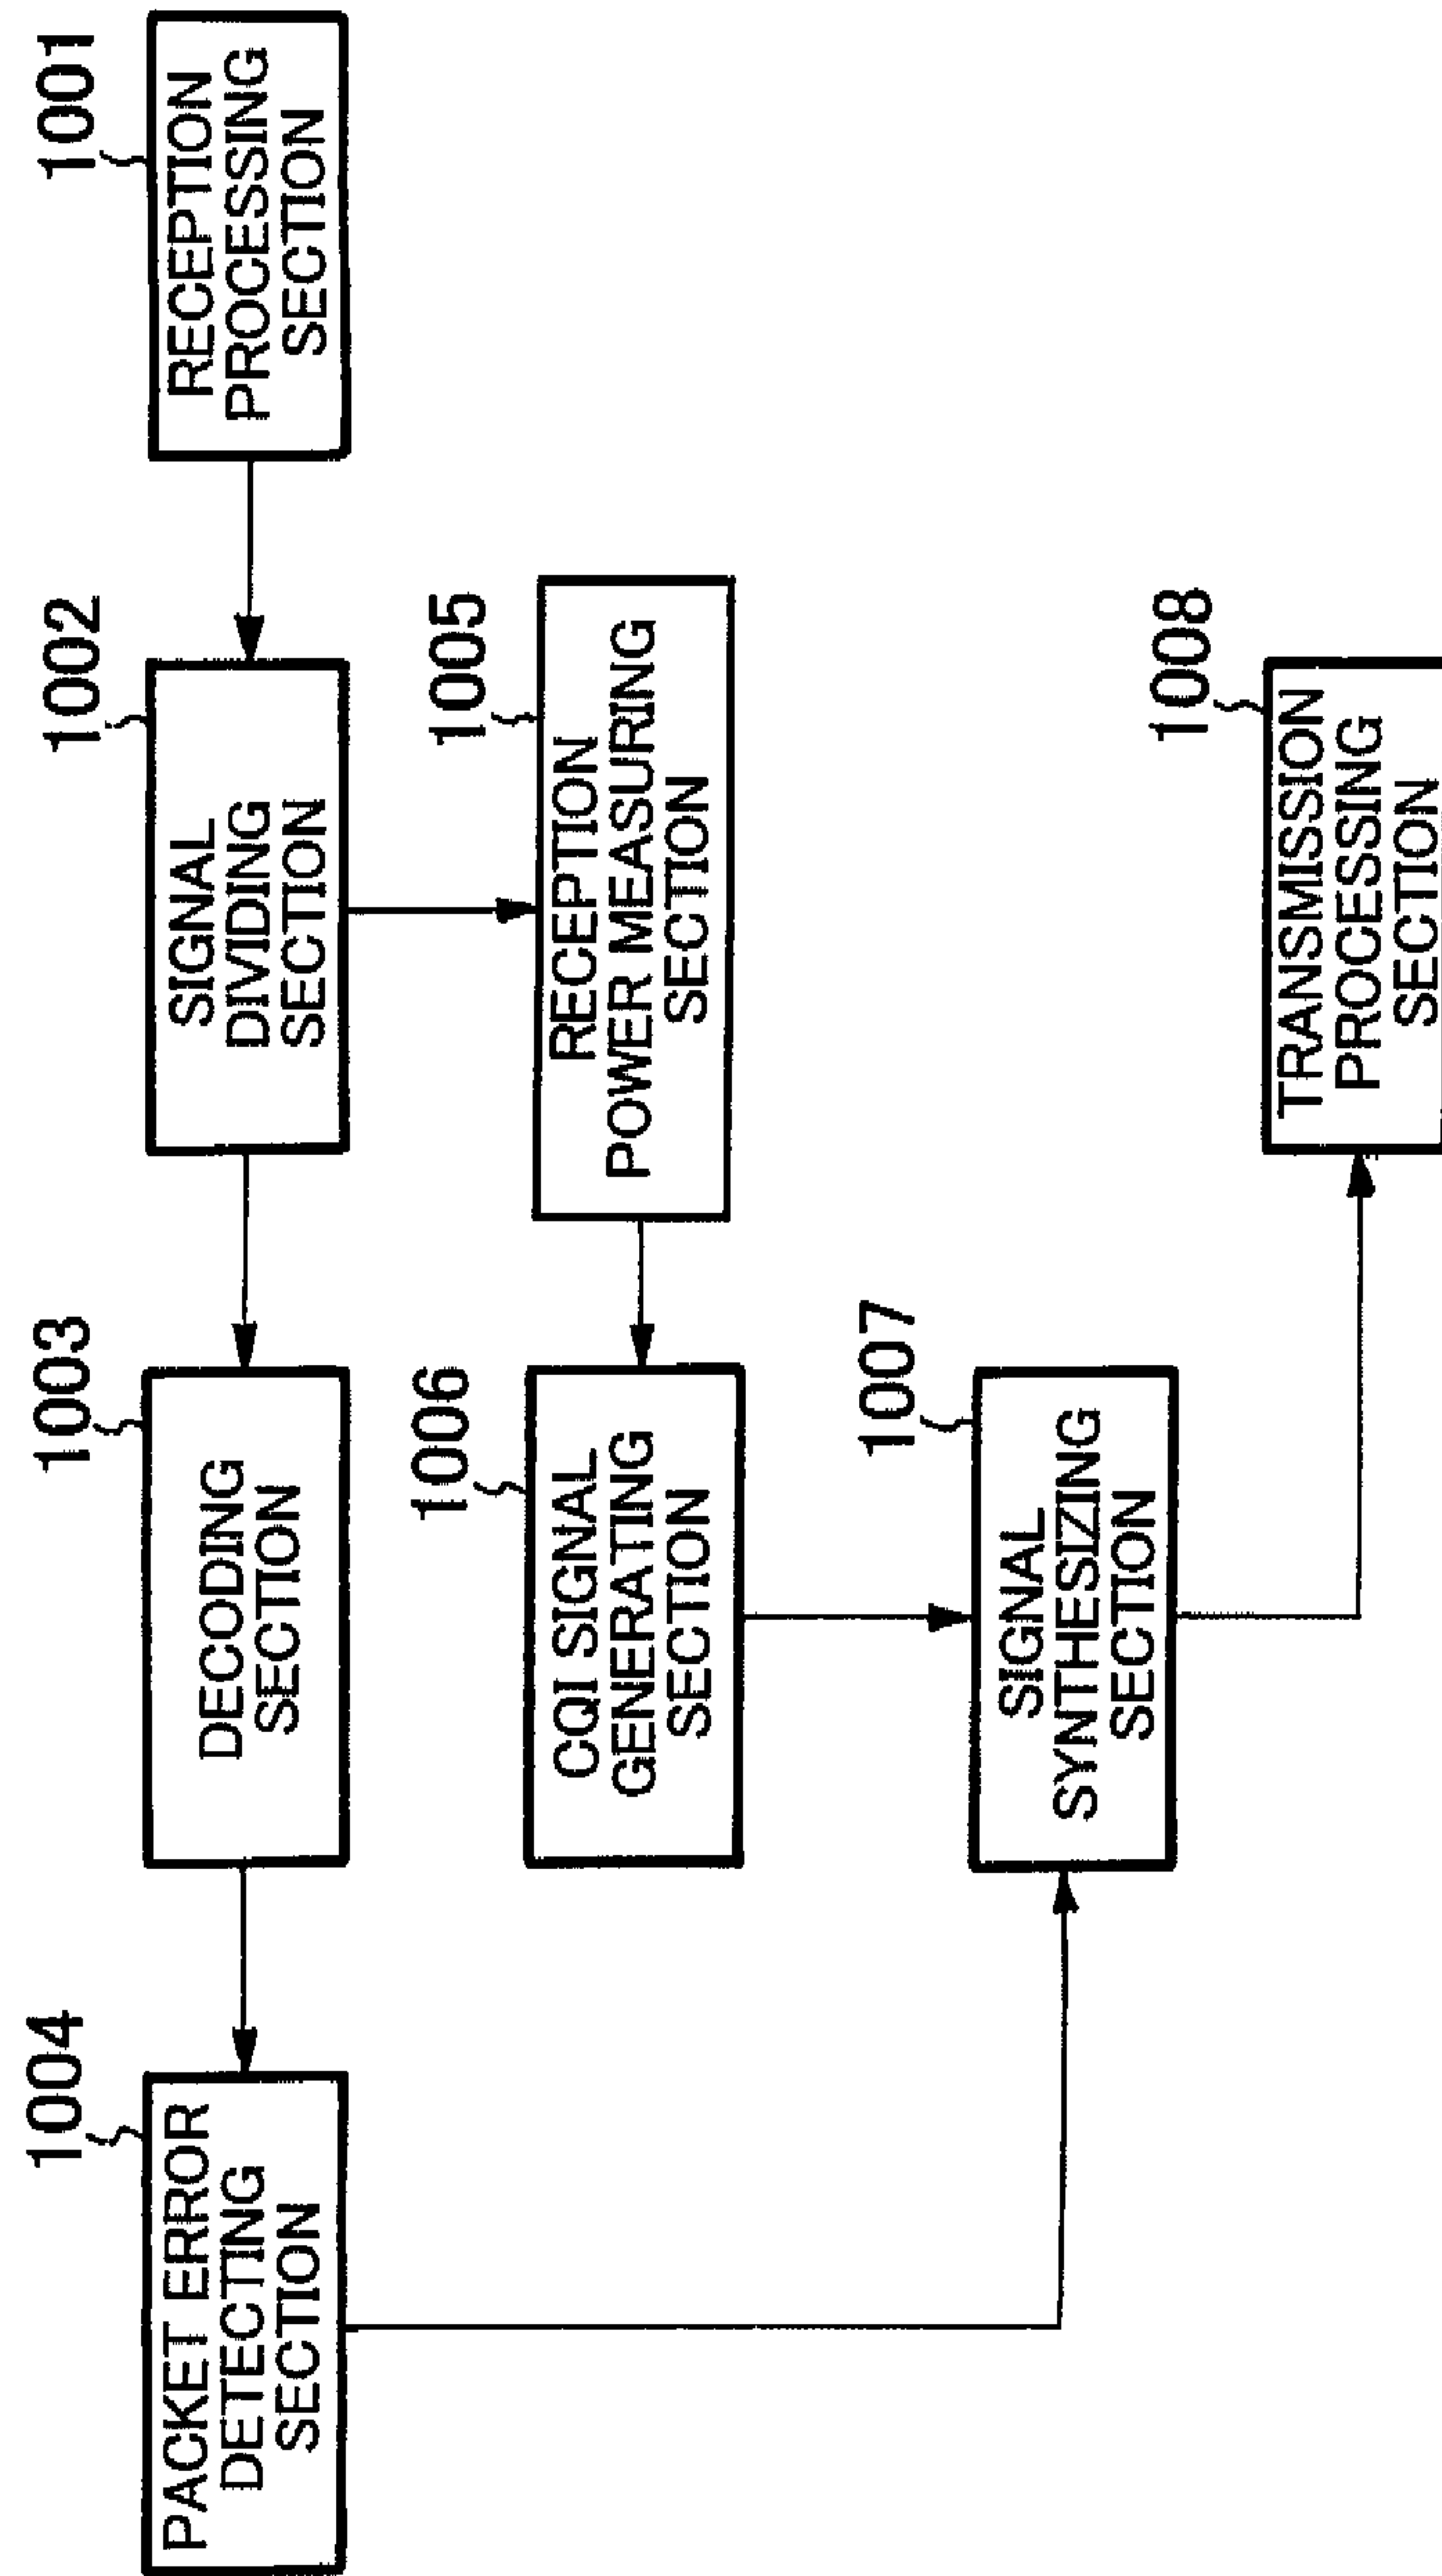 1001
RECEPTION
PROCESSING
SECTION
1002
SIGNAL
DIVIDING
SECTION
1003
DECODING
SECTION
1004
PACKET ERROR
DETECTING
SECTION
1005
RECEPTION
POWER MEASURING
SECTION
1006
CQI SIGNAL
GENERATING
SECTION
1007
SIGNAL
SYNTHESIZING
SECTION
1008
TRANSMISSION
PROCESSING
SECTION